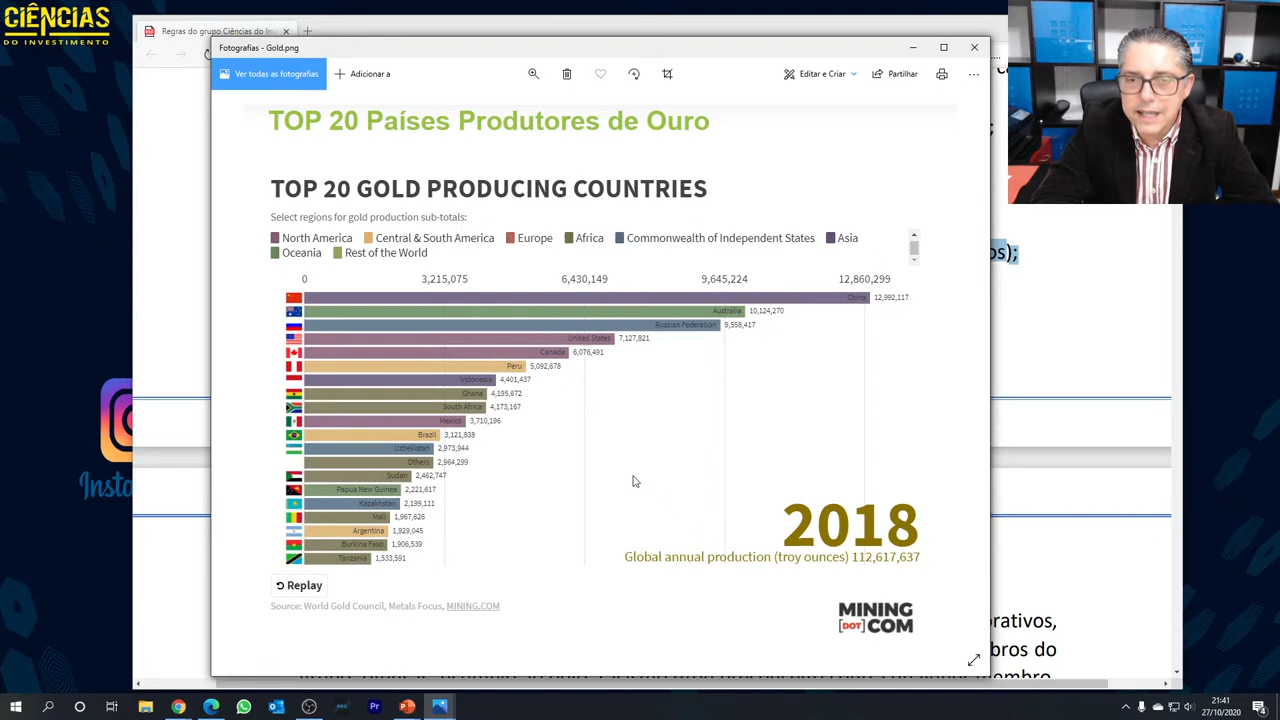 CIÊNCIAS
DO INVESTIMENTO
Regras do grupo Ciências do In
Fotografias - Gold.png
Ver todas as fotografias
Adicionar a
Editar e Criar
Partilhar
TOP 20 Países Produtores de Ouro
TOP 20 GOLD PRODUCING COUNTRIES
Select regions for gold production sub-totals:
North America Central & South America Europe Africa Commonwealth of Independent States Asia
Oceania Rest of the World
0 3,215,075 6,430,149 9,645,224 12,860,299
China 12,992,117
Australia 10,124,270
Russian Federation 9,558,417
United States 7,127,821
Canada 6,076,491
Peru 5,092,678
Indonesia 4,401,437
Ghana 4,195,672
South Africa 4,173,167
Mexico 3,710,196
Brazil 3,121,838
Uzbekistan 2,973,944
Others 2,964,299
Sudan 2,462,747
Papua New Guinea 2,221,617
Kazakhstan 2,199,111
Mali 1,967,626
Argentina 1,929,045
Burkina Faso 1,906,539
Tanzania 1,533,591
2018
Global annual production (troy ounces) 112,617,637
Replay
Source: World Gold Council, Metals Focus, MINING.COM
MINING
[DOT] COM
os);
Insta
rativos,
bros do
21:41
27/10/2020